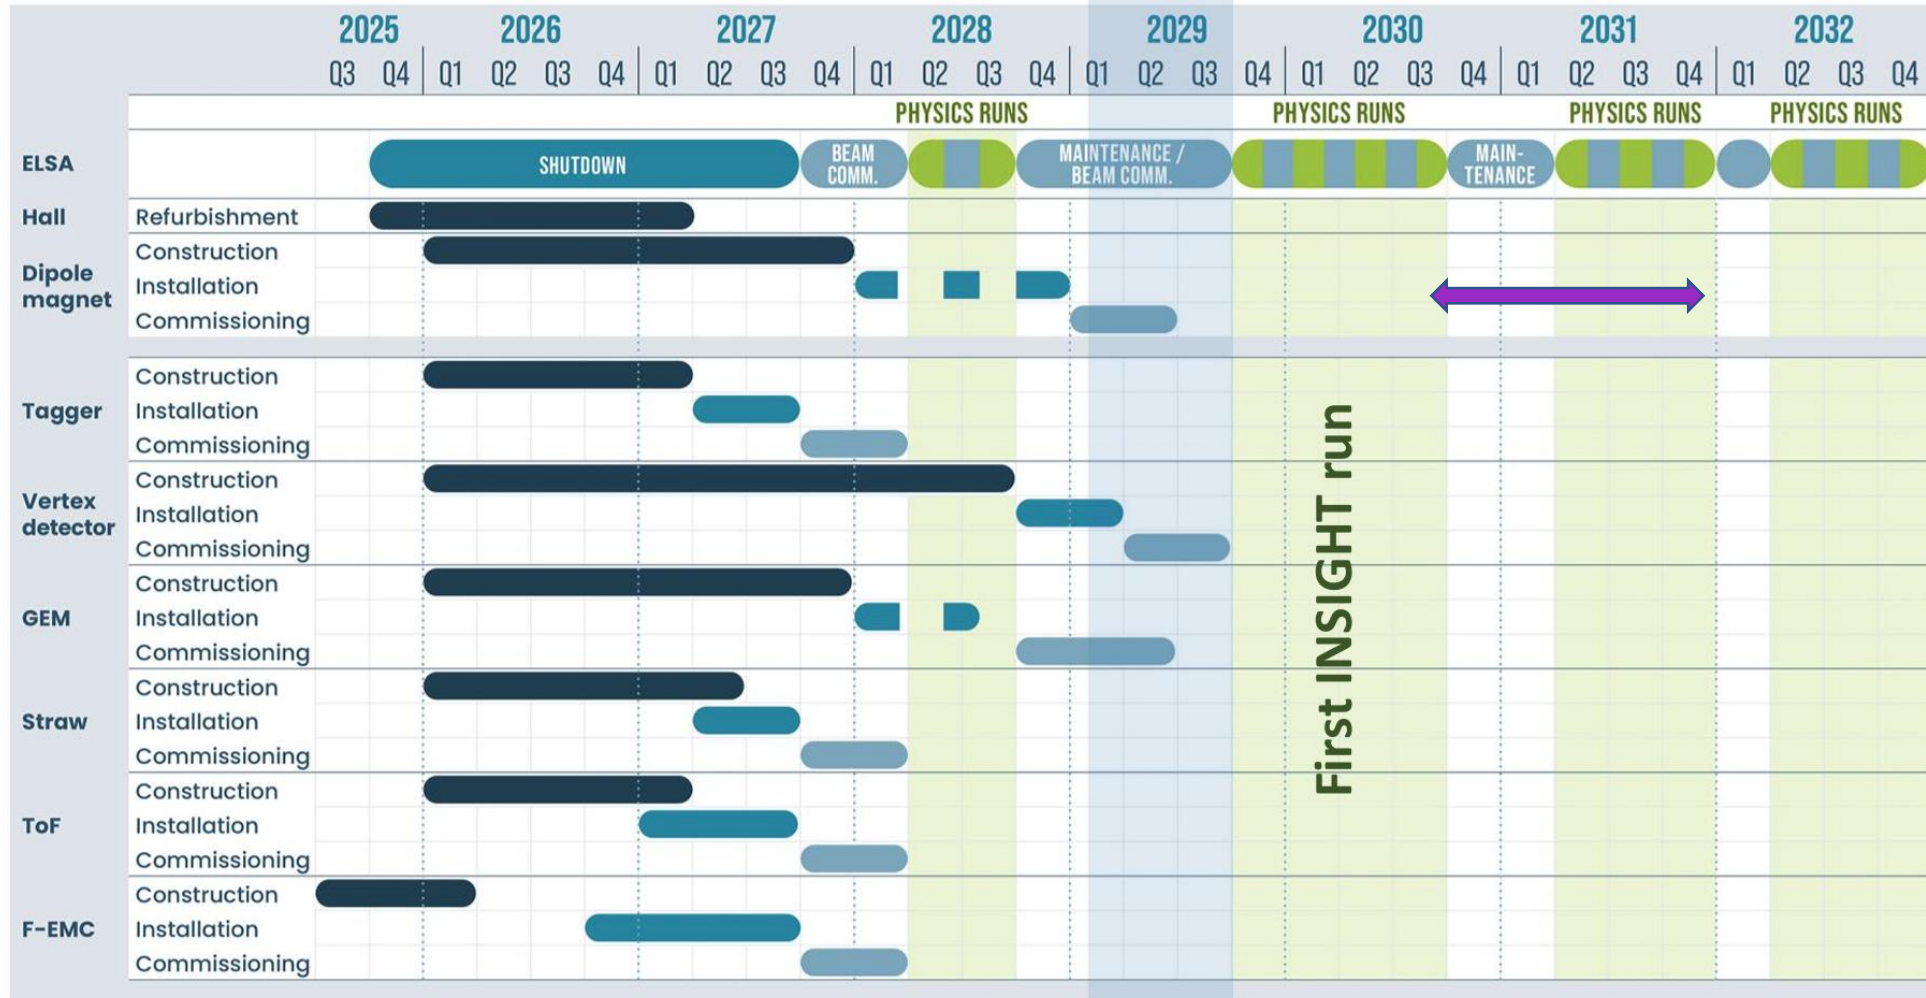 2025 2026 2027 2028 2029 2030 2031 2032
Q3 Q4 Q1 Q2 Q3 Q4 Q1 Q2 Q3 Q4 Q1 Q2 Q3 Q4 Q1 Q2 Q3 Q4 Q1 Q2 Q3 Q4 Q1 Q2 Q3 Q4 Q1 Q2 Q3 Q4
PHYSICS RUNS PHYSICS RUNS PHYSICS RUNS PHYSICS RUNS
ELSA
SHUTDOWN
BEAM
COMM.
MAINTENANCE /
BEAM COMM.
MAIN-
TENANCE
Hall
Refurbishment
Dipole
magnet
Construction
Installation
Commissioning
Tagger
Construction
Installation
Commissioning
Vertex
detector
Construction
Installation
Commissioning
GEM
Construction
Installation
Commissioning
Straw
Construction
Installation
Commissioning
ToF
Construction
Installation
Commissioning
F-EMC
Construction
Installation
Commissioning
First INSIGHT run